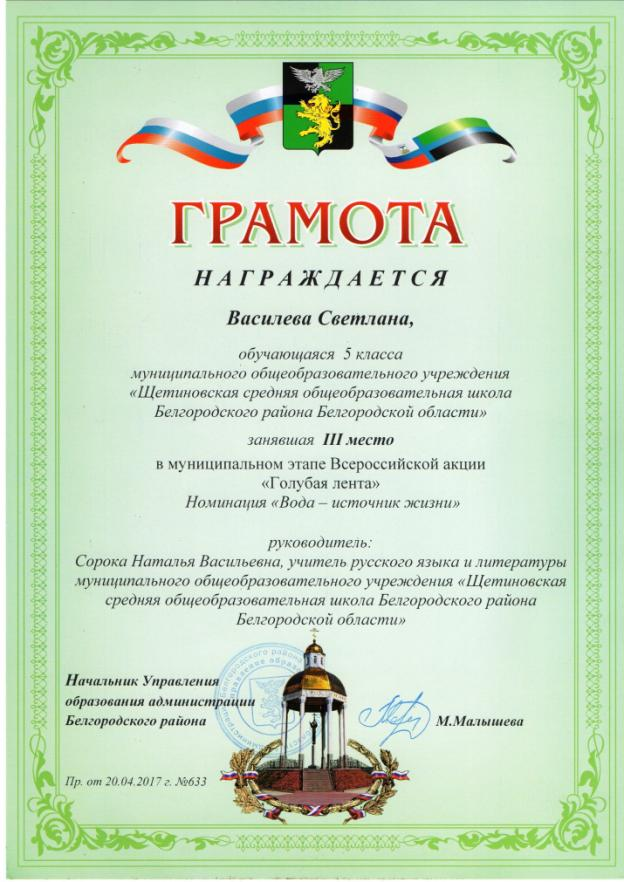 ГРАМОТА
НАГРАЖДАЕТСЯ
Василева Светлана,
обучающаяся 5 класса
муниципального общеобразовательного учреждения
«Щетиновская средняя общеобразовательная школа
Белгородского района Белгородской области»
занявшая III место
в муниципальном этапе Всероссийской акции
«Голубая лента»
Номинация «Вода – источник жизни»
руководитель:
Сорока Наталья Васильевна, учитель русского языка и литературы
муниципального общеобразовательного учреждения «Щетиновская
средняя общеобразовательная школа Белгородского района
Белгородской области»
Начальник Управления
образования администрации
Белгородского района
М.Малышева
Пр. от 20.04.2017 г. №633